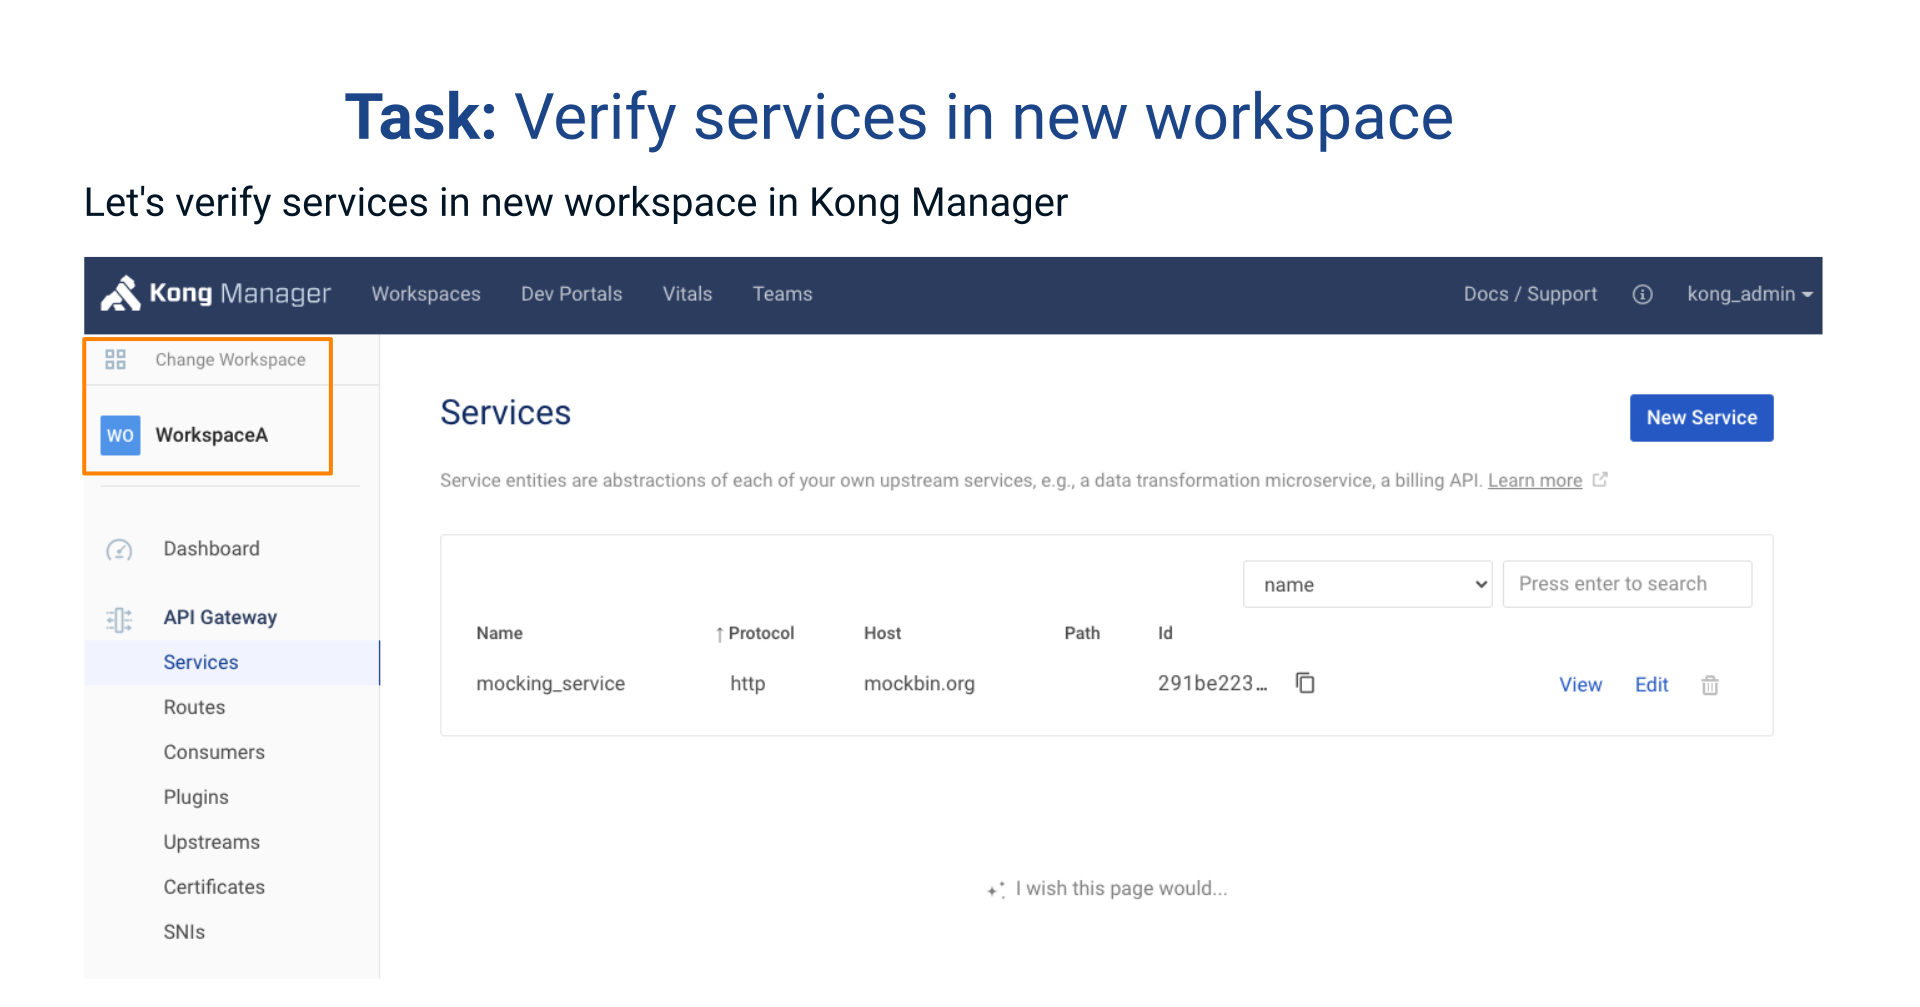 Task: Verify services in new workspace
Let's verify services in new workspace in Kong Manager
Kong Manager Workspaces Dev Portals Vitals Teams Docs / Support kong_admin
Change Workspace
WO WorkspaceA
Services New Service
Service entities are abstractions of each of your own upstream services, e.g., a data transformation microservice, a billing API. Learn more
Dashboard
name Press enter to search
API Gateway
Name ↑ Protocol Host Path Id
Services
mocking_service http mockbin.org 291be223… View Edit
Routes
Consumers
Plugins
Upstreams
Certificates
I wish this page would...
SNIs